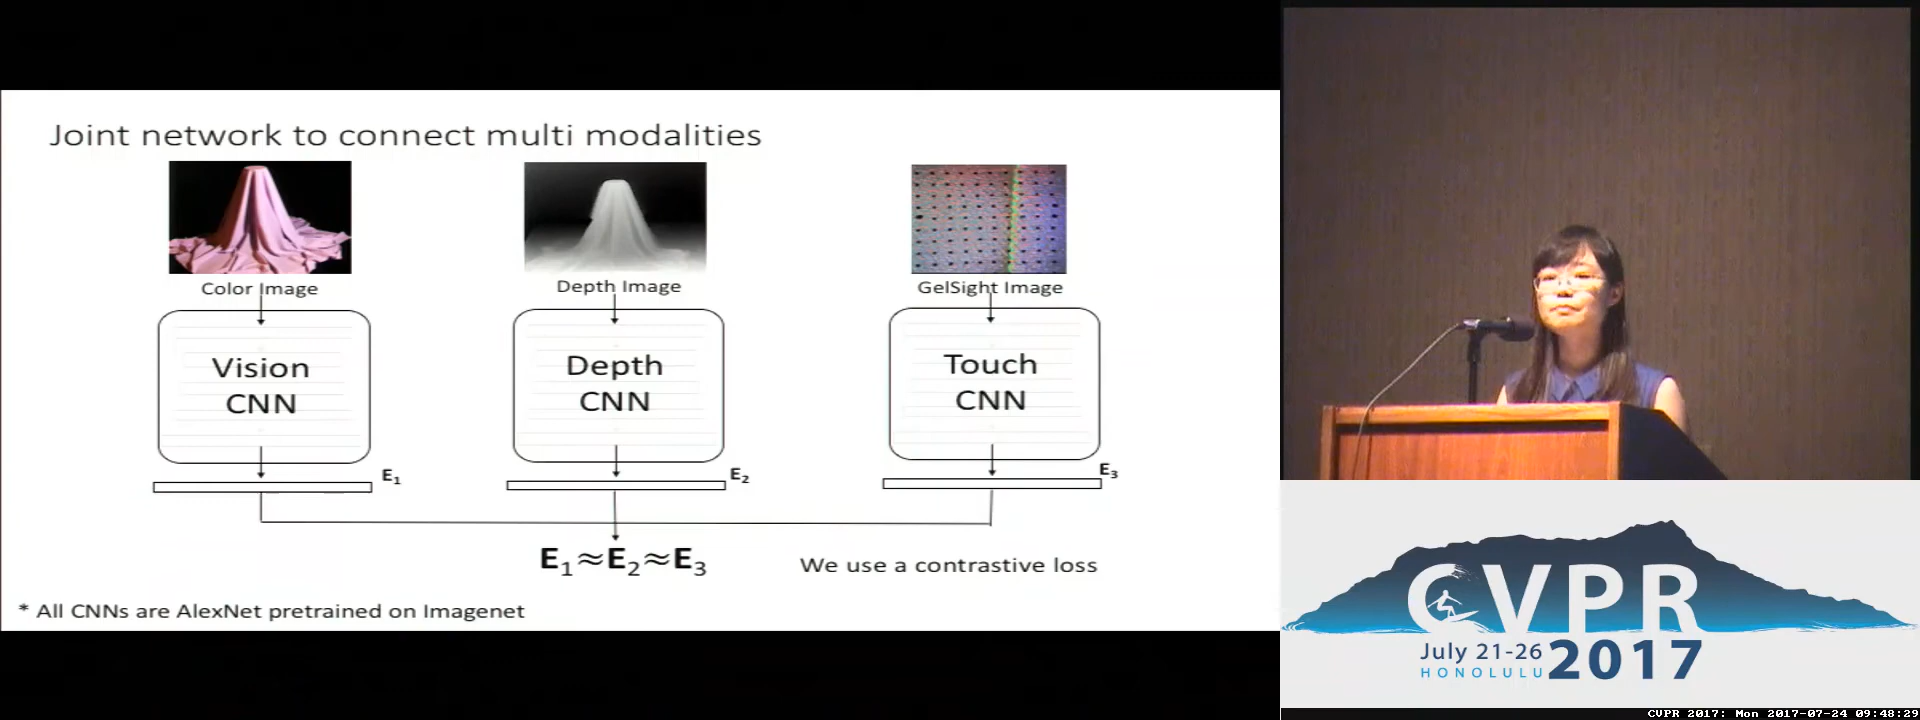 Joint network to connect multi modalities
Color Image
Depth Image
GelSight Image
Vision
CNN
Depth
CNN
Touch
CNN
E1
E2
E3
E1≈E2≈E3
We use a contrastive loss
* All CNNs are AlexNet pretrained on Imagenet
CVPR
July 21-26
HONOLULU
2017
CVPR 2017: Mon 2017-07-24 09:48:29